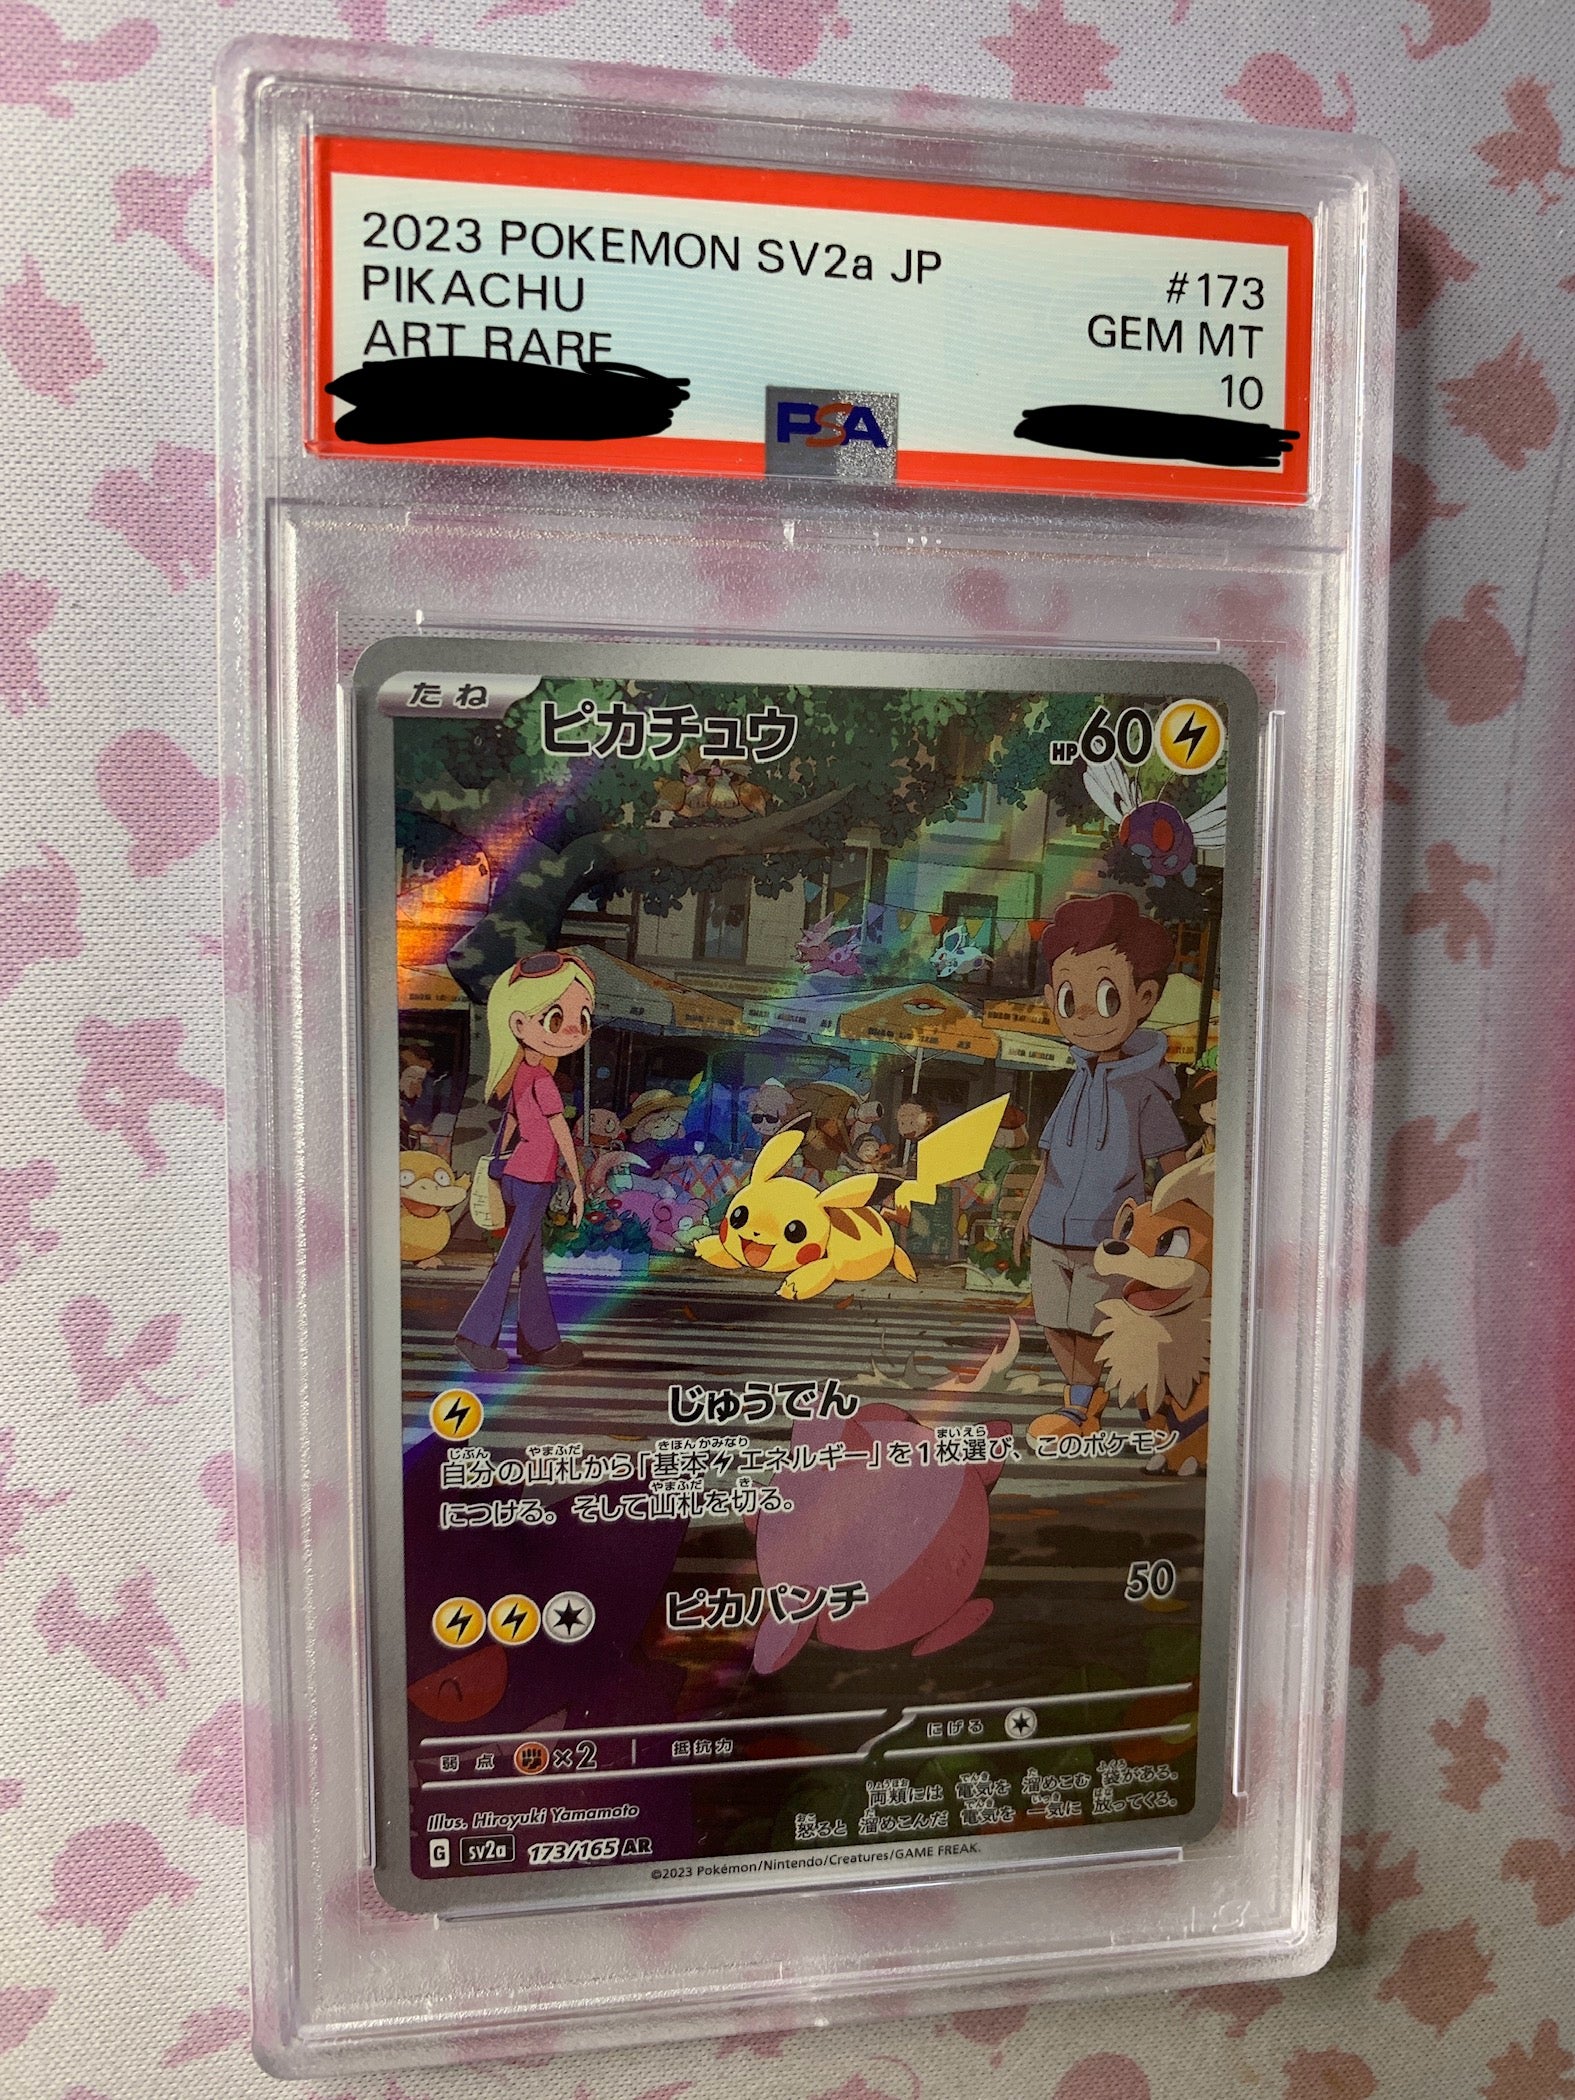 2023 POKEMON SV2a JP
#173
PIKACHU
GEM MT
ART RARE
10
PSA
たね
ピカチュウ
HP60
じゅうでん
自分の山札から「基本エネルギー」を1枚選び、このポケモン
につける。そして山札を切る。
ピカパンチ
50
弱点
×2
抵抗力
にげる
両頬には 電気を 溜めこむ 袋がある。
怒ると 溜めこんだ 電気を 一気に 放ってくる。
Illus. Hiroyuki Yamamoto
G sv2a 173/165 AR
©2023 Pokémon/Nintendo/Creatures/GAME FREAK.